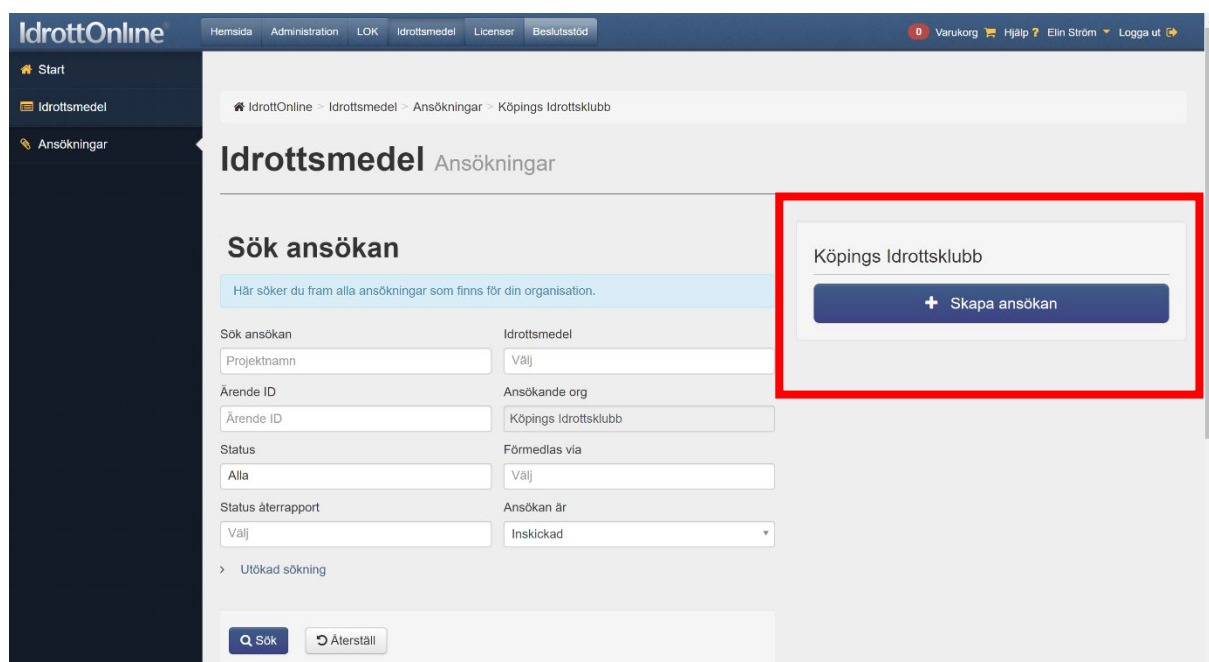 IdrottOnline
Hemsida Administration LOK Idrottsmedel Licenser Beslutsstöd
0 Varukorg Hjälp ? Elin Ström Logga ut
Start
Idrottsmedel
Ansökningar
IdrottOnline > Idrottsmedel > Ansökningar > Köpings Idrottsklubb
Idrottsmedel Ansökningar
Sök ansökan
Här söker du fram alla ansökningar som finns för din organisation.
Sök ansökan
Projektnamn
Idrottsmedel
Välj
Ärende ID
Ärende ID
Ansökande org
Köpings Idrottsklubb
Status
Alla
Förmedlas via
Välj
Status återrapport
Välj
Ansökan är
Inskickad
> Utökad sökning
Sök
Återställ
Köpings Idrottsklubb
+ Skapa ansökan